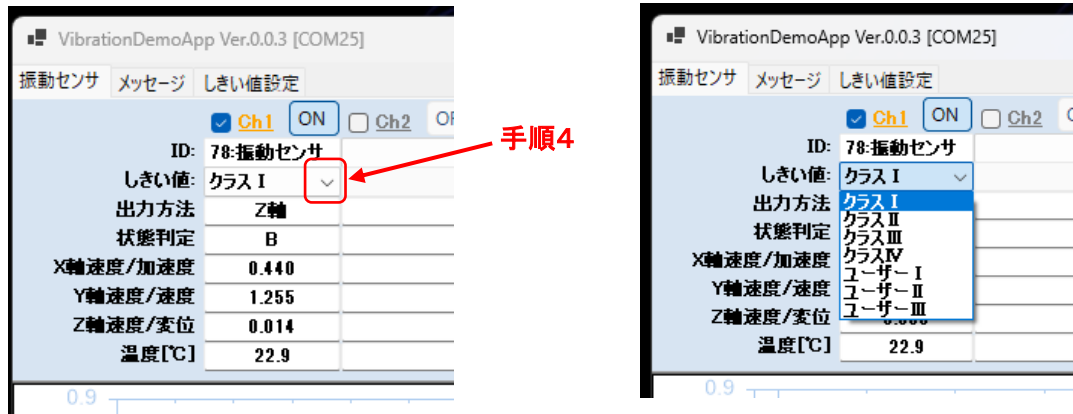 VibrationDemoApp Ver.0.0.3 [COM25]
振動センサ メッセージ しきい値設定
Ch1 ON Ch2
ID: 78:振動センサ
しきい値: クラスⅠ
出力方法 Z軸
状態判定 B
X軸速度/加速度 0.440
Y軸速度/速度 1.255
Z軸速度/変位 0.014
温度[℃] 22.9
0.9
手順4
VibrationDemoApp Ver.0.0.3 [COM25]
振動センサ メッセージ しきい値設定
Ch1 ON Ch2
ID: 78:振動センサ
しきい値: クラスⅠ
出力方法
状態判定
X軸速度/加速度
Y軸速度/速度
Z軸速度/変位
温度[℃] 22.9
クラスⅠ
クラスⅡ
クラスⅢ
クラスⅣ
ユーザーⅠ
ユーザーⅡ
ユーザーⅢ
0.9